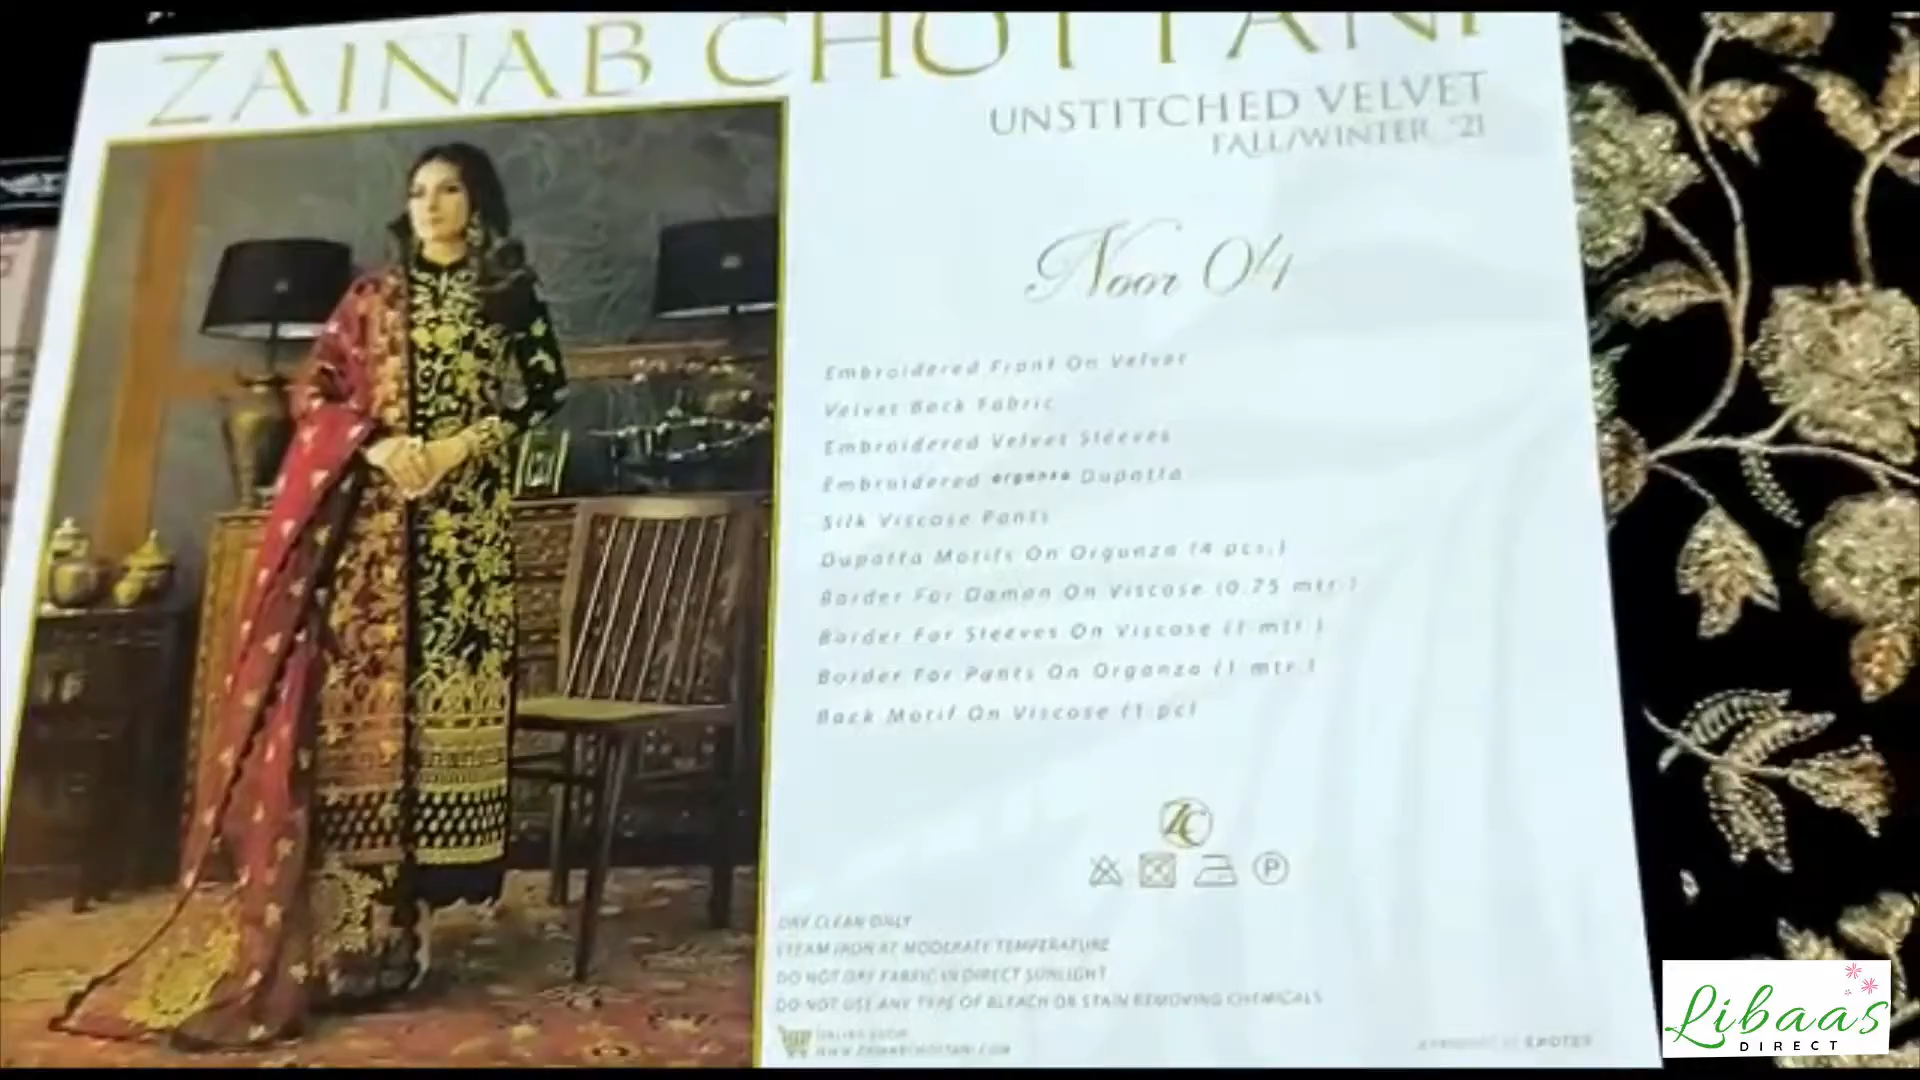 ZAINAB CHOTTANI
UNSTITCHED VELVET
FALL/WINTER '21
Noor 04
Embroidered Front On Velvet
Velvet Back Fabric
Embroidered Velvet Sleeves
Embroidered organza Dupatta
Silk Viscose Pants
Dupatta Motifs On Organza (4 pcs.)
Border For Daman On Viscose (0.75 mtr.)
Border For Sleeves On Viscose (1 mtr.)
Border For Pants On Organza (1 mtr.)
Back Motif On Viscose (1 pc)
ZC
P
DRY CLEAN ONLY
STEAM IRON AT MODERATE TEMPERATURE
DO NOT DRY FABRIC IN DIRECT SUNLIGHT
DO NOT USE ANY TYPE OF BLEACH OR STAIN REMOVING CHEMICALS
WWW.ZAINABCHOTTANI.COM
Libaas
DIRECT